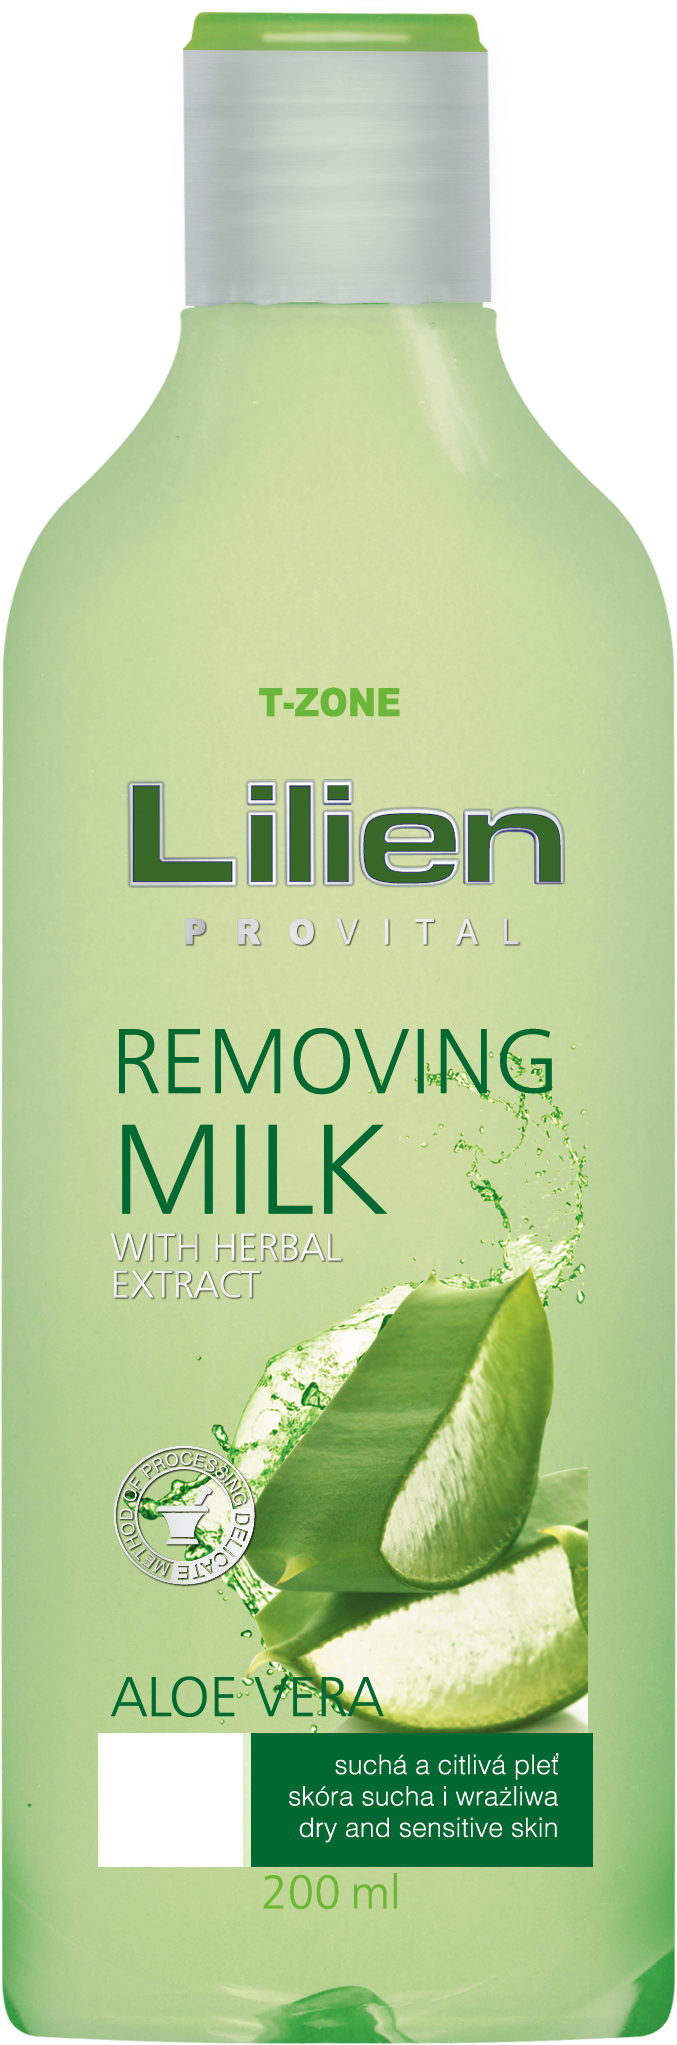 T-ZONE
Lilien
PROVITAL
REMOVING
MILK
WITH HERBAL
EXTRACT
METHOD OF PROCESSING DELICATE
ALOE VERA
suchá a citlivá pleť
skóra sucha i wrażliwa
dry and sensitive skin
200 ml